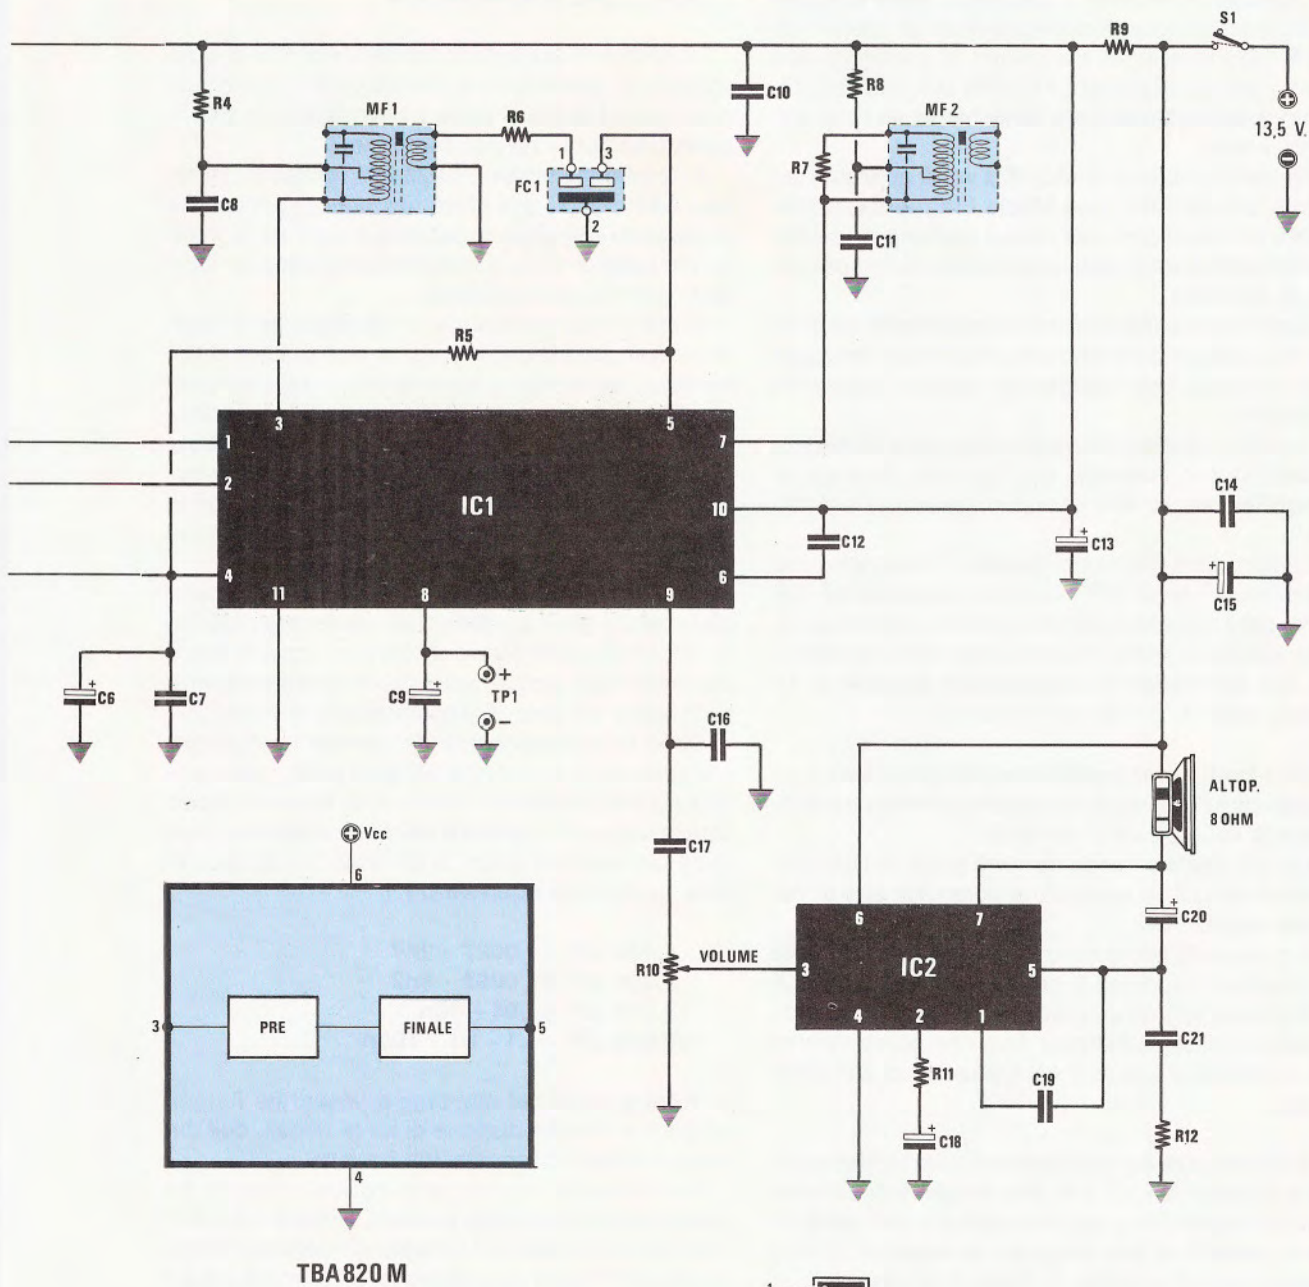 R9
S1
R4
C10
R8
MF1
R6
MF2
13,5 V.
1
3
FC1
R7
C8
2
C11
R5
3
5
1
7
2
IC1
10
C14
C12
C13
4
6
11
8
9
C15
C6
C7
C9
TP1
C16
ALTOP.
8 OHM
Vcc
C17
6
6
7
C20
R10
VOLUME
3
IC2
5
3
PRE
FINALE
5
4
2
1
C21
R11
C19
C18
R12
4
TBA820M
1